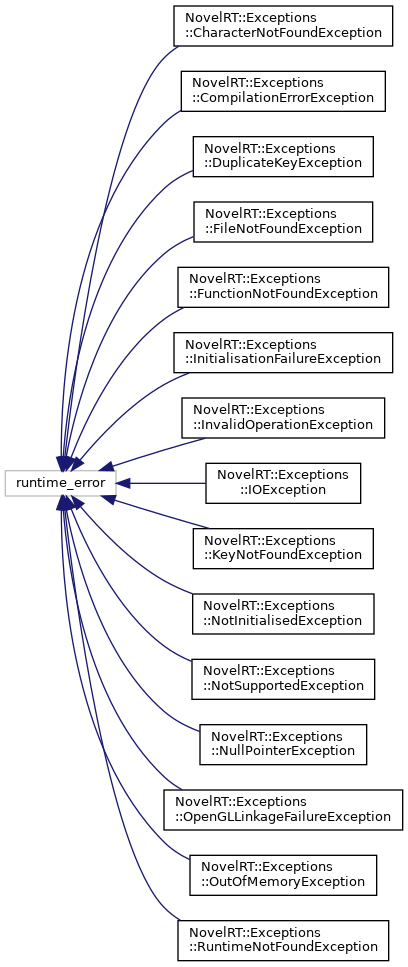 NovelRT::Exceptions
::CharacterNotFoundException
NovelRT::Exceptions
::CompilationErrorException
NovelRT::Exceptions
::DuplicateKeyException
NovelRT::Exceptions
::FileNotFoundException
NovelRT::Exceptions
::FunctionNotFoundException
NovelRT::Exceptions
::InitialisationFailureException
NovelRT::Exceptions
::InvalidOperationException
runtime_error
NovelRT::Exceptions
::IOException
NovelRT::Exceptions
::KeyNotFoundException
NovelRT::Exceptions
::NotInitialisedException
NovelRT::Exceptions
::NotSupportedException
NovelRT::Exceptions
::NullPointerException
NovelRT::Exceptions
::OpenGLLinkageFailureException
NovelRT::Exceptions
::OutOfMemoryException
NovelRT::Exceptions
::RuntimeNotFoundException